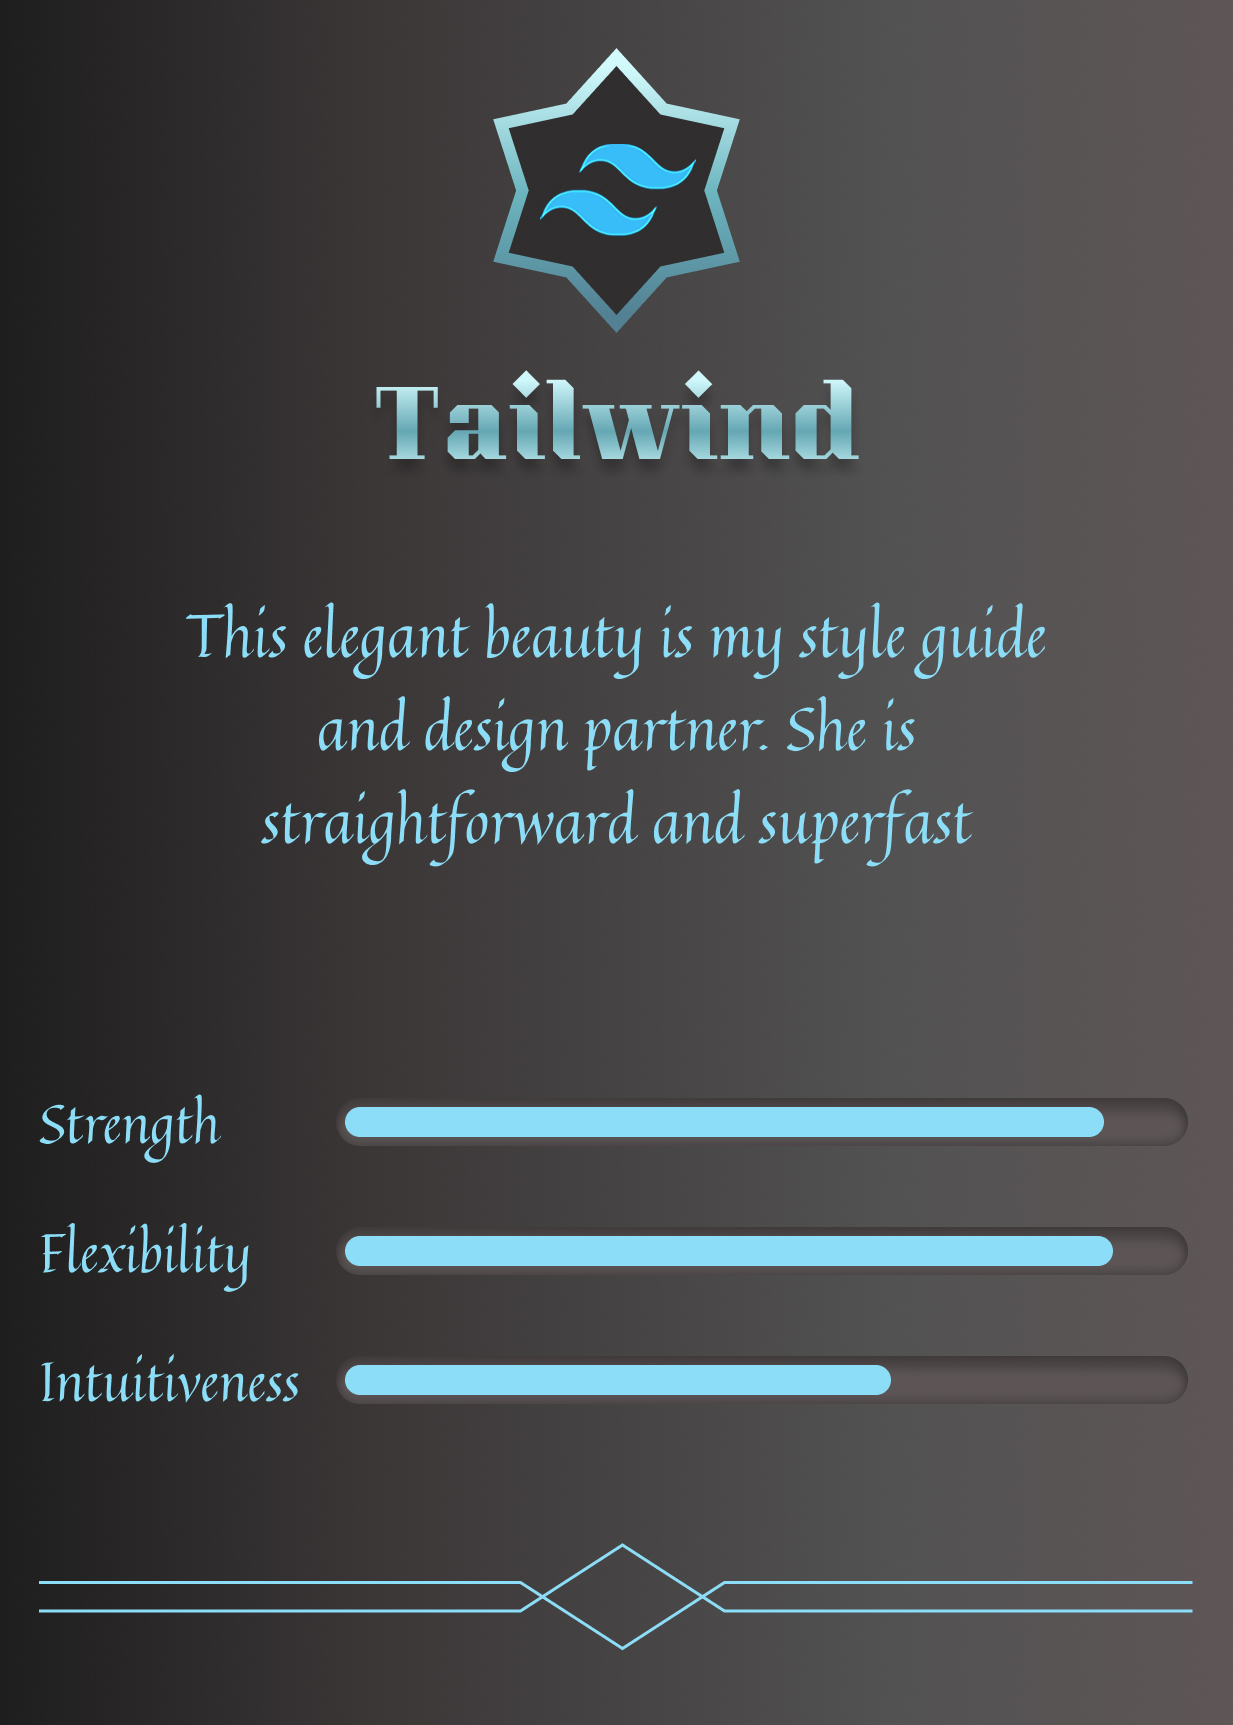 Tailwind
This elegant beauty is my style guide
and design partner. She is
straightforward and superfast
Strength
Flexibility
Intuitiveness